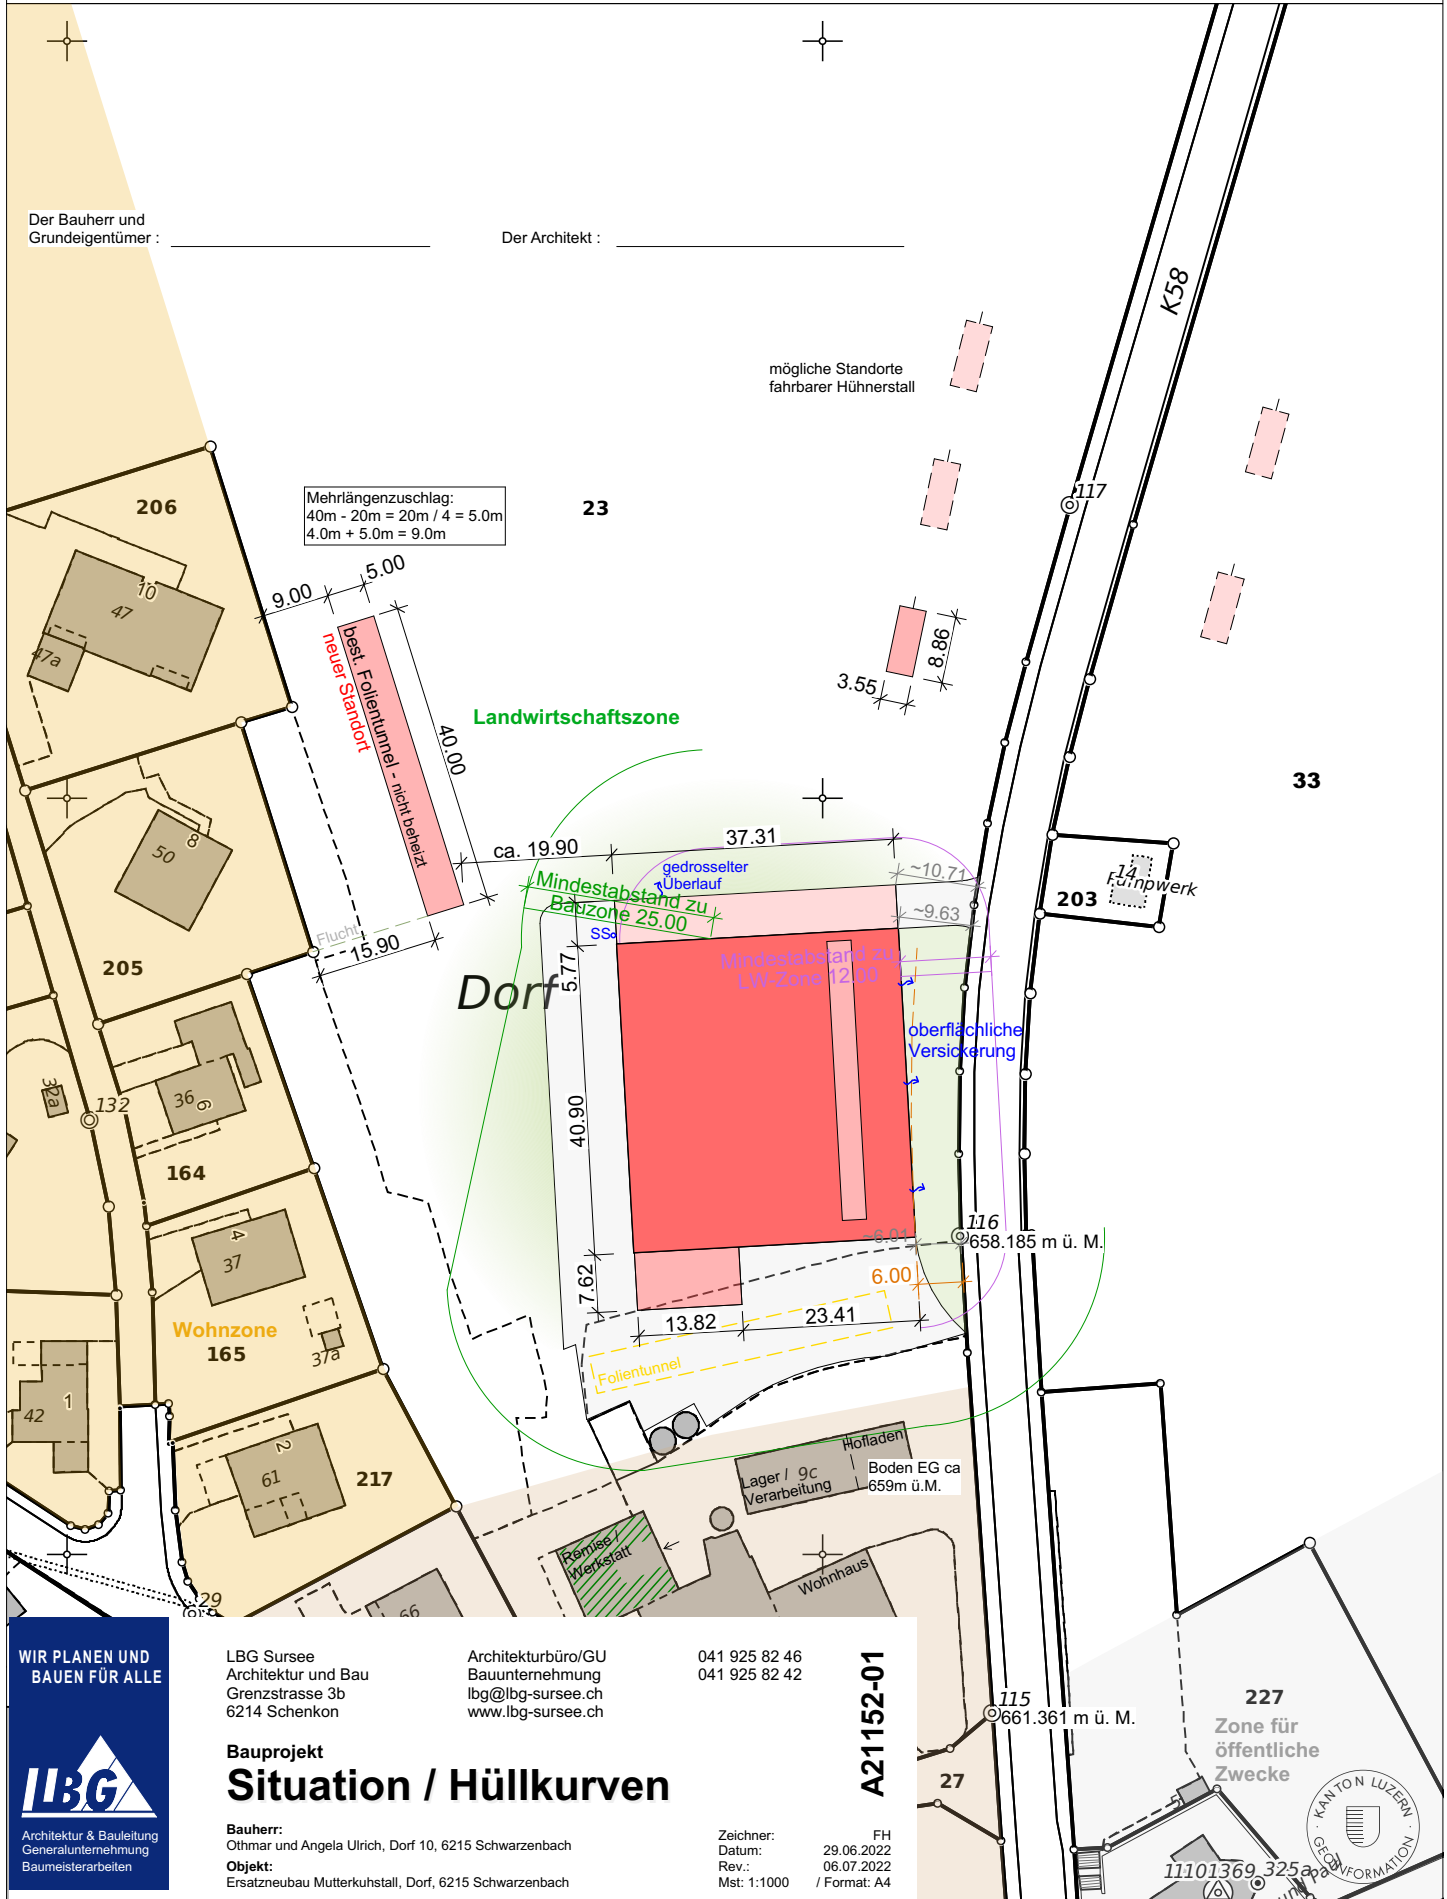 Der Bauherr und
Grundeigentümer :
Der Architekt :
K58
mögliche Standorte
fahrbarer Hühnerstall
117
206
Mehrlängenzuschlag:
40m - 20m = 20m / 4 = 5.0m
4.0m + 5.0m = 9.0m
23
10
47
47a
9.00
5.00
best. Folientunnel - nicht beheizt
neuer Standort
40.00
8.86
3.55
Landwirtschaftszone
33
8
50
ca. 19.90
37.31
gedrosselter
Überlauf
~10.71
~9.63
Mindestabstand zu
Bauzone 25.00
SS
14
Pumpwerk
203
Flucht
15.90
205
Dorf
5.77
Mindestabstand zu
LW-Zone 12.00
oberflächliche
Versickerung
32a
132
36
6
40.90
164
4
37
116
658.185 m ü. M.
~6.01
6.00
7.62
13.82
23.41
Wohnzone
165
37a
Folientunnel
42
1
2
61
217
Hofladen
Lager / 9c
Verarbeitung
Boden EG ca
659m ü.M.
Remise /
Werkstatt
Wohnhaus
29
66
WIR PLANEN UND
BAUEN FÜR ALLE
LBG
Architektur & Bauleitung
Generalunternehmung
Baumeisterarbeiten
LBG Sursee
Architektur und Bau
Grenzstrasse 3b
6214 Schenkon
Architekturbüro/GU
Bauunternehmung
lbg@lbg-sursee.ch
www.lbg-sursee.ch
041 925 82 46
041 925 82 42
A21152-01
Bauprojekt
Situation / Hüllkurven
Bauherr:
Othmar und Angela Ulrich, Dorf 10, 6215 Schwarzenbach
Objekt:
Ersatzneubau Mutterkuhstall, Dorf, 6215 Schwarzenbach
Zeichner: FH
Datum: 29.06.2022
Rev.: 06.07.2022
Mst: 1:1000 / Format: A4
115
661.361 m ü. M.
27
227
Zone für
öffentliche
Zwecke
KANTON LUZERN
GEOINFORMATION
11101369
325a